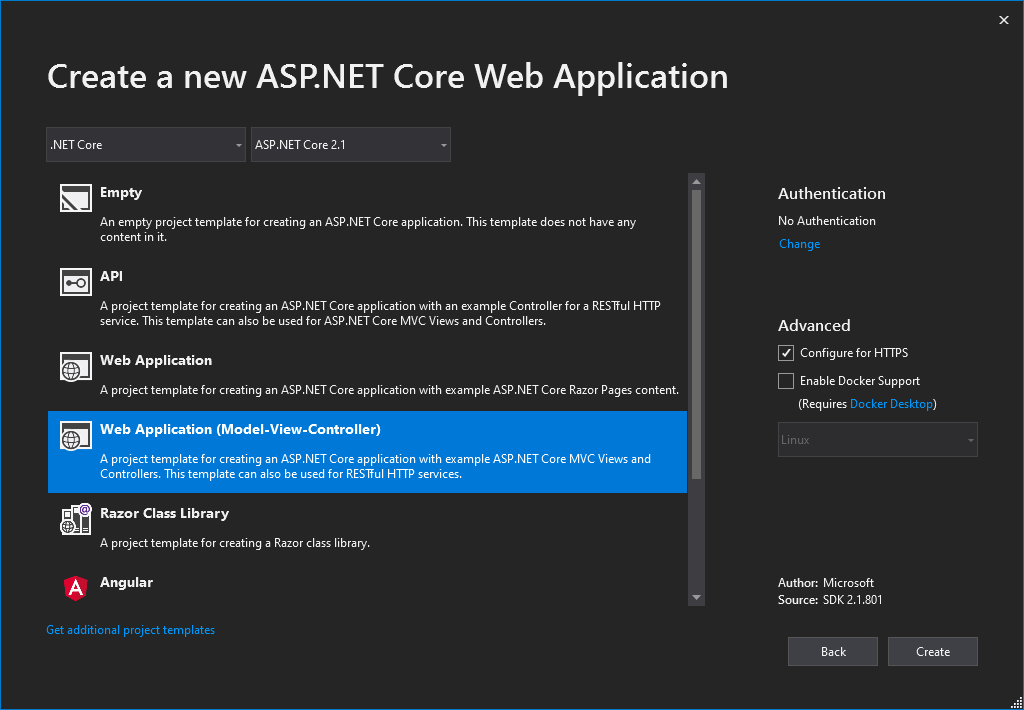 Create a new ASP.NET Core Web Application
.NET Core
ASP.NET Core 2.1
Empty
An empty project template for creating an ASP.NET Core application. This template does not have any
content in it.
API
A project template for creating an ASP.NET Core application with an example Controller for a RESTful HTTP
service. This template can also be used for ASP.NET Core MVC Views and Controllers.
Web Application
A project template for creating an ASP.NET Core application with example ASP.NET Core Razor Pages content.
Web Application (Model-View-Controller)
A project template for creating an ASP.NET Core application with example ASP.NET Core MVC Views and
Controllers. This template can also be used for RESTful HTTP services.
Razor Class Library
A project template for creating a Razor class library.
Angular
Get additional project templates
Authentication
No Authentication
Change
Advanced
Configure for HTTPS
Enable Docker Support
(Requires Docker Desktop)
Linux
Author: Microsoft
Source: SDK 2.1.801
Back
Create